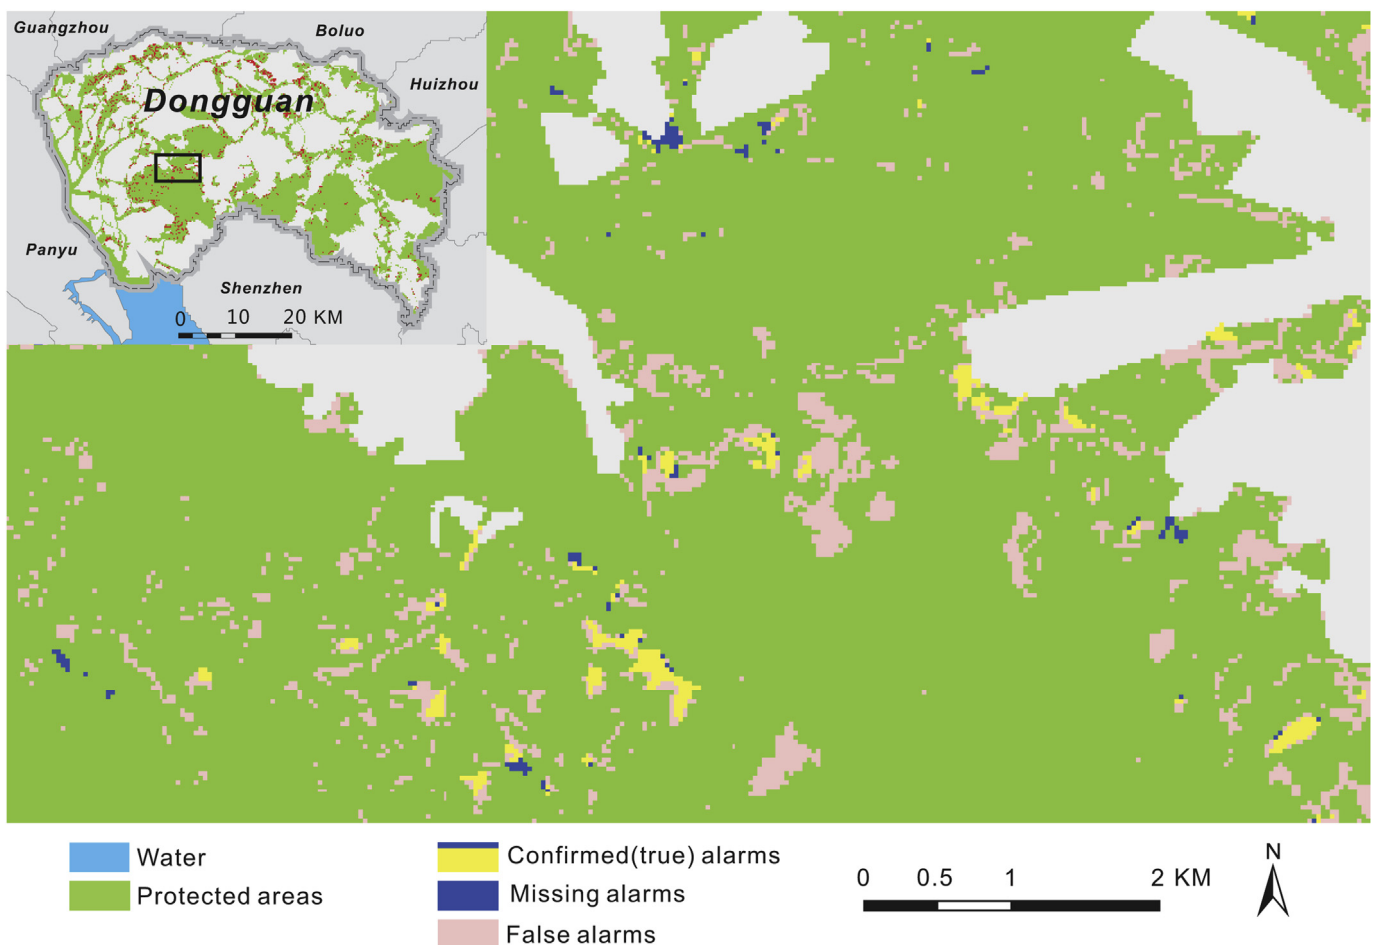 Guangzhou
Boluo
Huizhou
Dongguan
Panyu
Shenzhen
0 10 20 KM
Water
Protected areas
Confirmed(true) alarms
Missing alarms
False alarms
0 0.5 1 2 KM
N